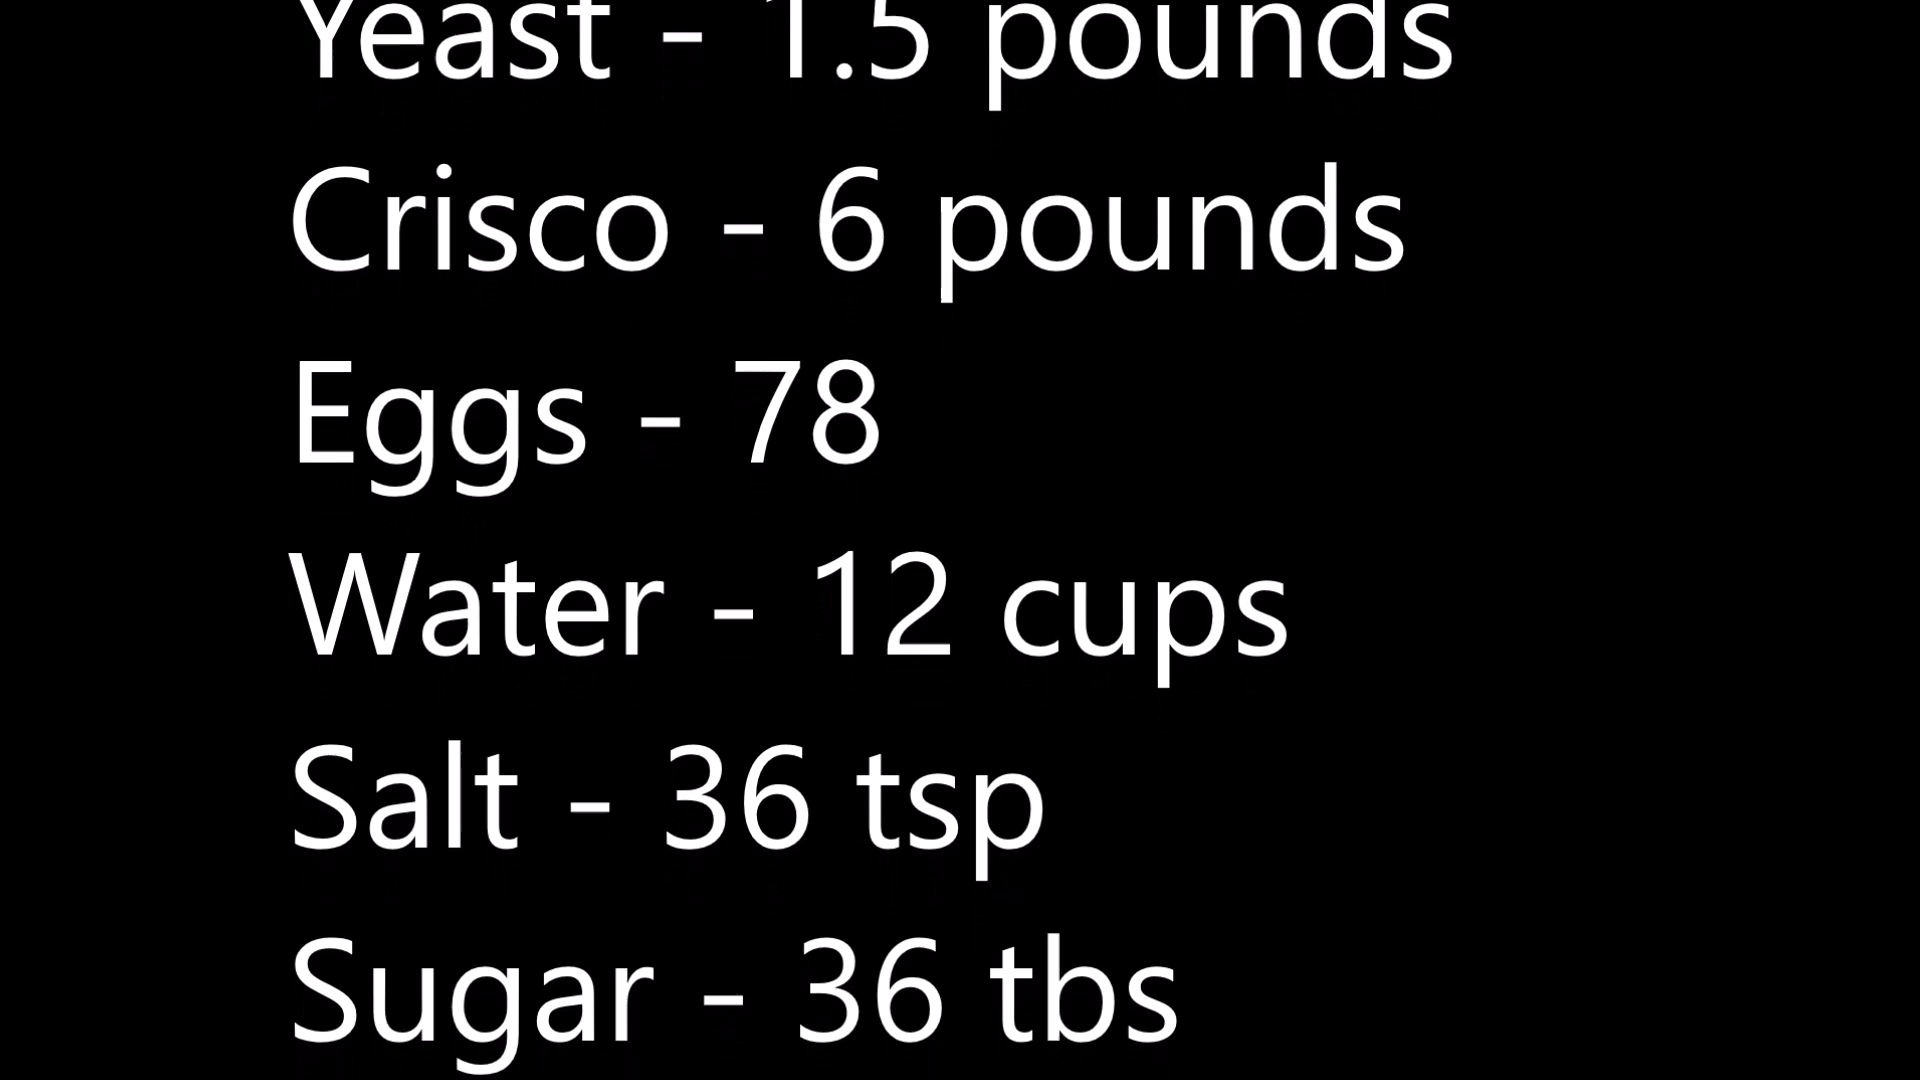 Yeast - 1.5 pounds
Crisco - 6 pounds
Eggs - 78
Water - 12 cups
Salt - 36 tsp
Sugar - 36 tbs